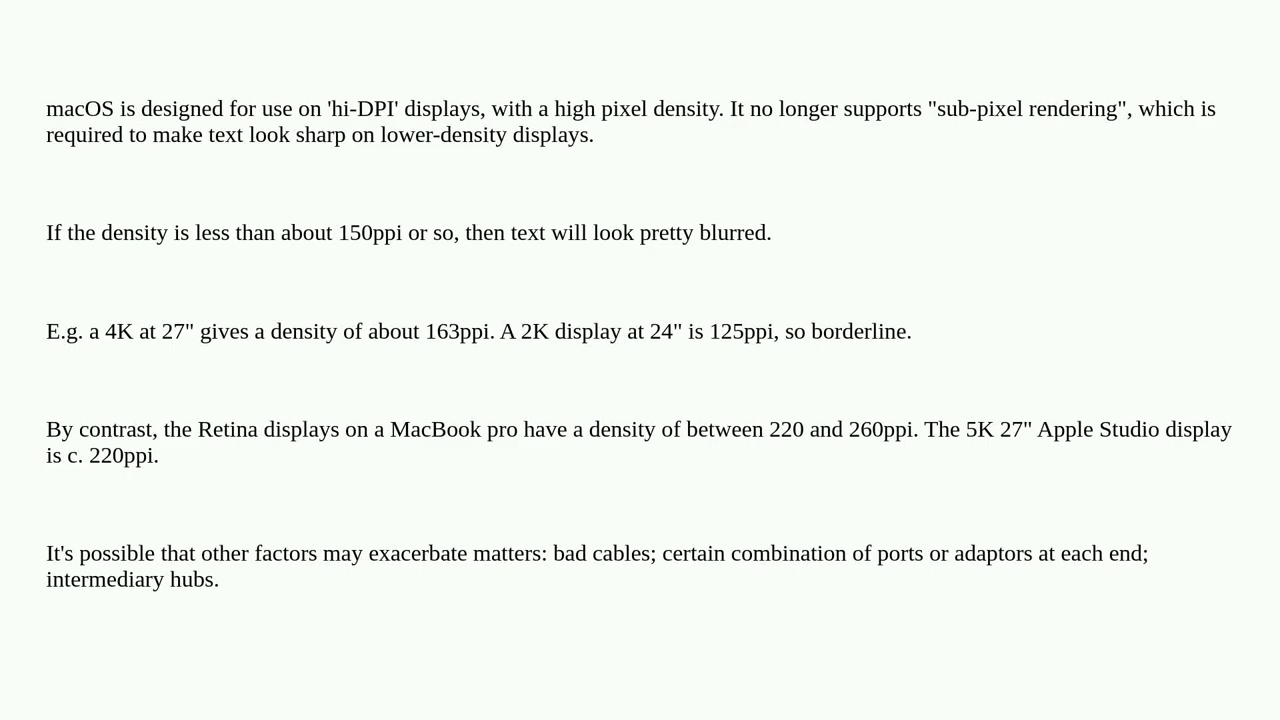 macOS is designed for use on 'hi-DPI' displays, with a high pixel density. It no longer supports "sub-pixel rendering", which is
required to make text look sharp on lower-density displays.
If the density is less than about 150ppi or so, then text will look pretty blurred.
E.g. a 4K at 27" gives a density of about 163ppi. A 2K display at 24" is 125ppi, so borderline.
By contrast, the Retina displays on a MacBook pro have a density of between 220 and 260ppi. The 5K 27" Apple Studio display
is c. 220ppi.
It's possible that other factors may exacerbate matters: bad cables; certain combination of ports or adaptors at each end;
intermediary hubs.